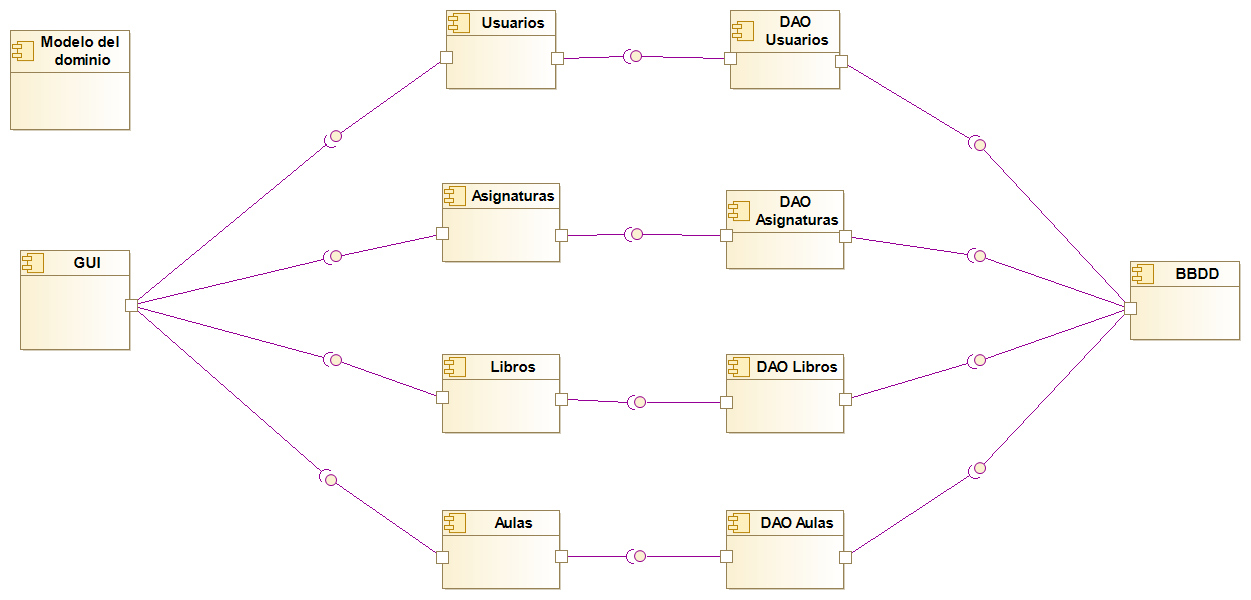 Modelo del
dominio
Usuarios
DAO
Usuarios
Asignaturas
DAO
Asignaturas
GUI
BBDD
Libros
DAO Libros
Aulas
DAO Aulas